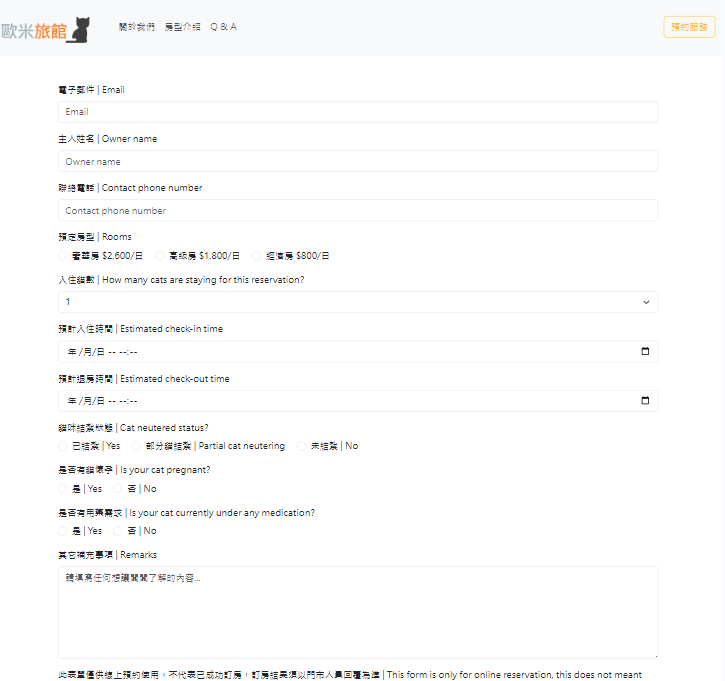 歐米旅館 關於我們 房型介紹 Q & A 預約服務
電子郵件 | Email
Email
主人姓名 | Owner name
Owner name
聯絡電話 | Contact phone number
Contact phone number
預定房型 | Rooms
奢華房 $2,600/日 高級房 $1,800/日 經濟房 $800/日
入住貓數 | How many cats are staying for this reservation?
1
預計入住時間 | Estimated check-in time
年 /月/日 -- --:--
預計退房時間 | Estimated check-out time
年 /月/日 -- --:--
貓咪結紮狀態 | Cat neutered status?
已結紮 | Yes 部分貓結紮 | Partial cat neutering 未結紮 | No
是否有貓懷孕 | Is your cat pregnant?
是 | Yes 否 | No
是否有用藥需求 | Is your cat currently under any medication?
是 | Yes 否 | No
其它補充事項 | Remarks
請填寫任何想讓闆闆了解的內容...
此表單僅供線上預約使用，不代表已成功訂房，訂房結果須以門市人員回覆為準 | This form is only for online reservation, this does not meant